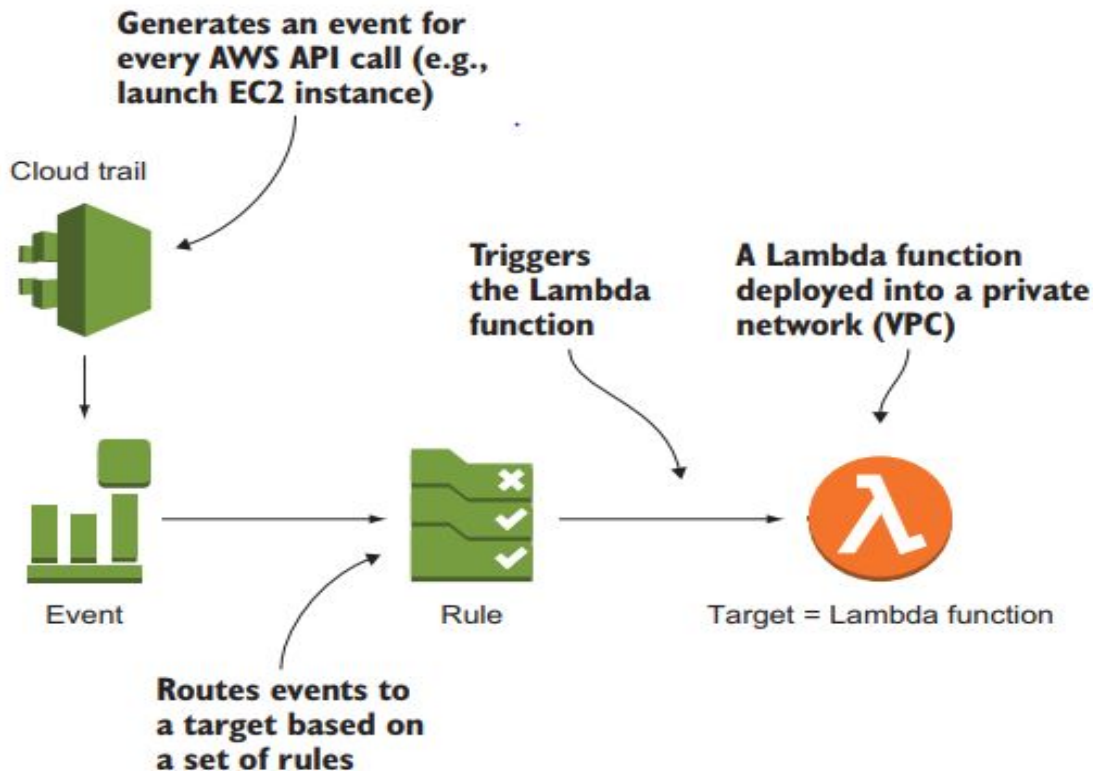 Generates an event for
every AWS API call (e.g.,
launch EC2 instance)
Cloud trail
Triggers
the Lambda
function
A Lambda function
deployed into a private
network (VPC)
Event
Rule
Target = Lambda function
Routes events to
a target based on
a set of rules